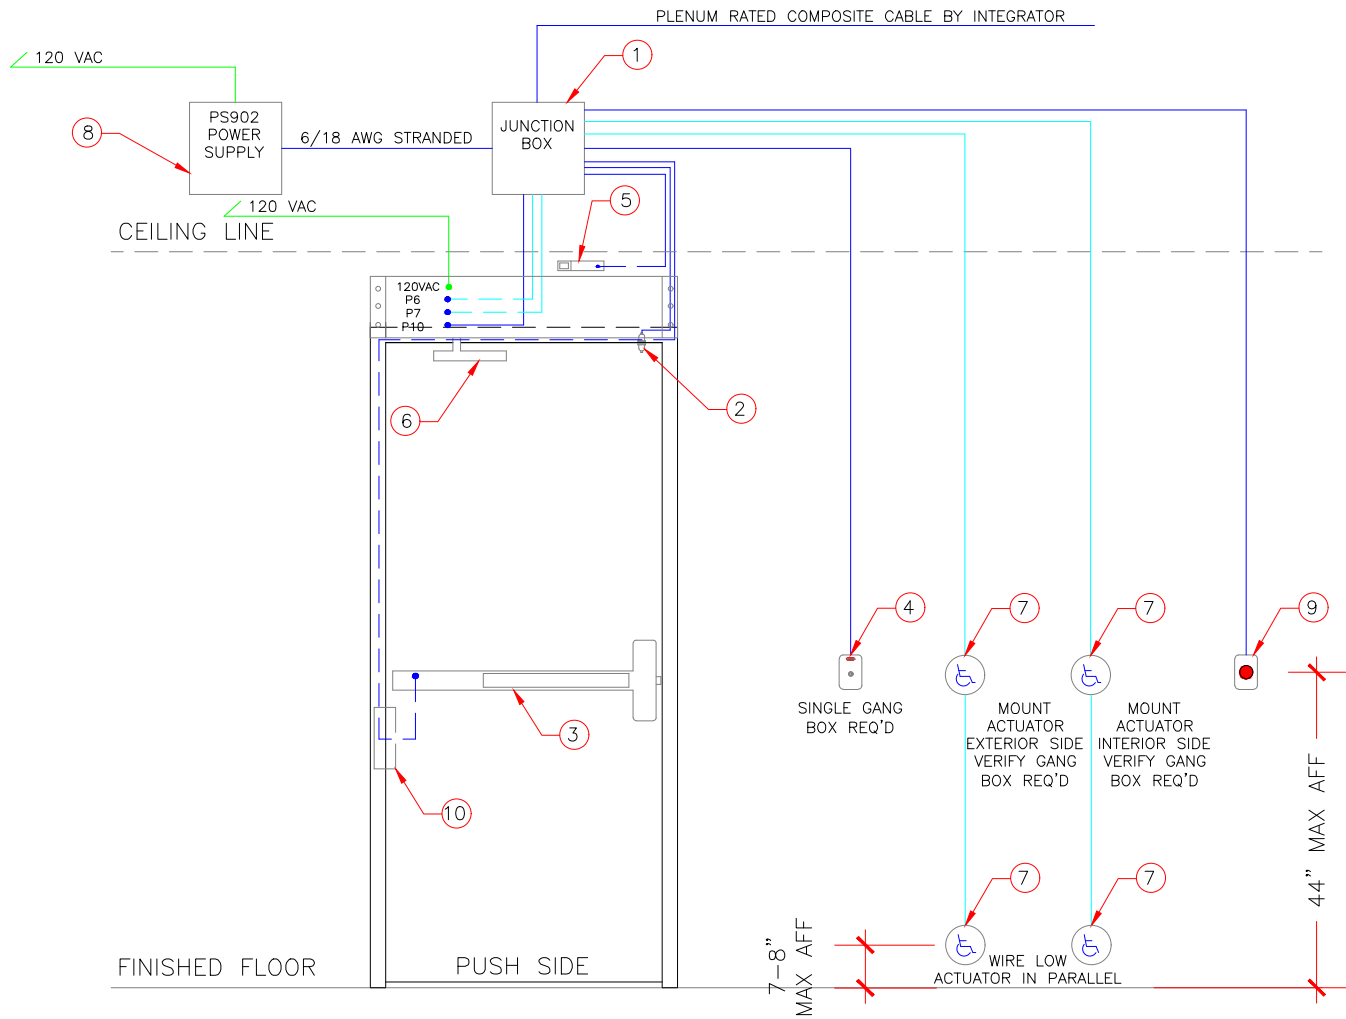 PLENUM RATED COMPOSITE CABLE BY INTEGRATOR
120 VAC
1
PS902
POWER
SUPPLY
8
6/18 AWG STRANDED
JUNCTION
BOX
120 VAC
5
CEILING LINE
120VAC
P6
P7
P10
6
2
4
7
7
9
SINGLE GANG
BOX REQ'D
MOUNT
ACTUATOR
EXTERIOR SIDE
VERIFY GANG
BOX REQ'D
MOUNT
ACTUATOR
INTERIOR SIDE
VERIFY GANG
BOX REQ'D
3
10
44" MAX AFF
7
7
7-8"
MAX AFF
WIRE LOW
ACTUATOR IN PARALLEL
FINISHED FLOOR
PUSH SIDE